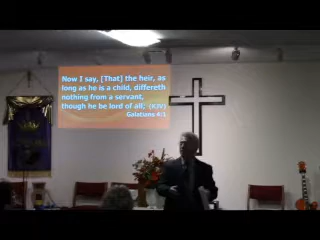 Now I say, [That] the heir, as
long as he is a child, differeth
nothing from a servant,
though he be lord of all; (KJV)
Galatians 4:1